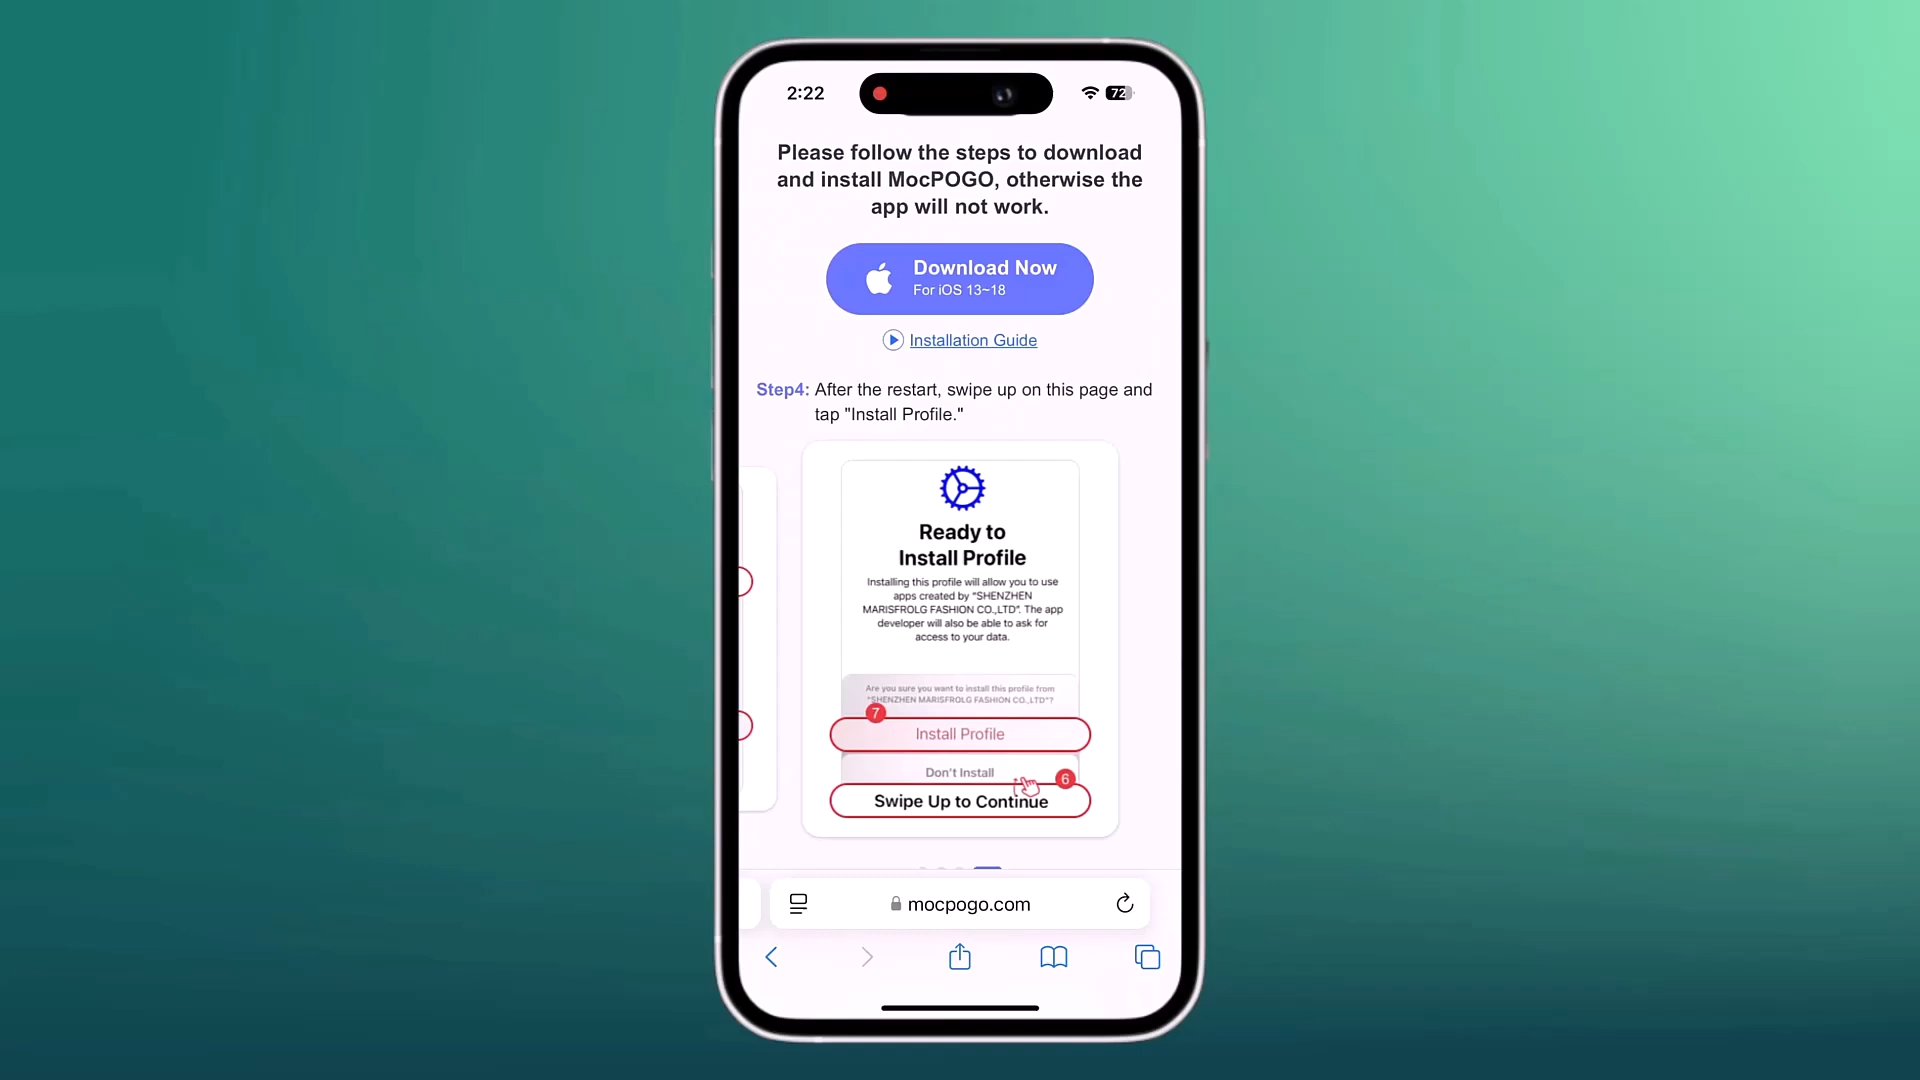 2:22
72
Please follow the steps to download
and install MocPOGO, otherwise the
app will not work.
Download Now
For iOS 13~18
Installation Guide
Step4: After the restart, swipe up on this page and
tap "Install Profile."
Ready to
Install Profile
Installing this profile will allow you to use
apps created by "SHENZHEN
MARISFROLG FASHION CO.,LTD". The app
developer will also be able to ask for
access to your data.
Are you sure you want to install this profile from
"SHENZHEN MARISFROLG FASHION CO.,LTD"?
7
Install Profile
Don't Install
6
Swipe Up to Continue
mocpogo.com